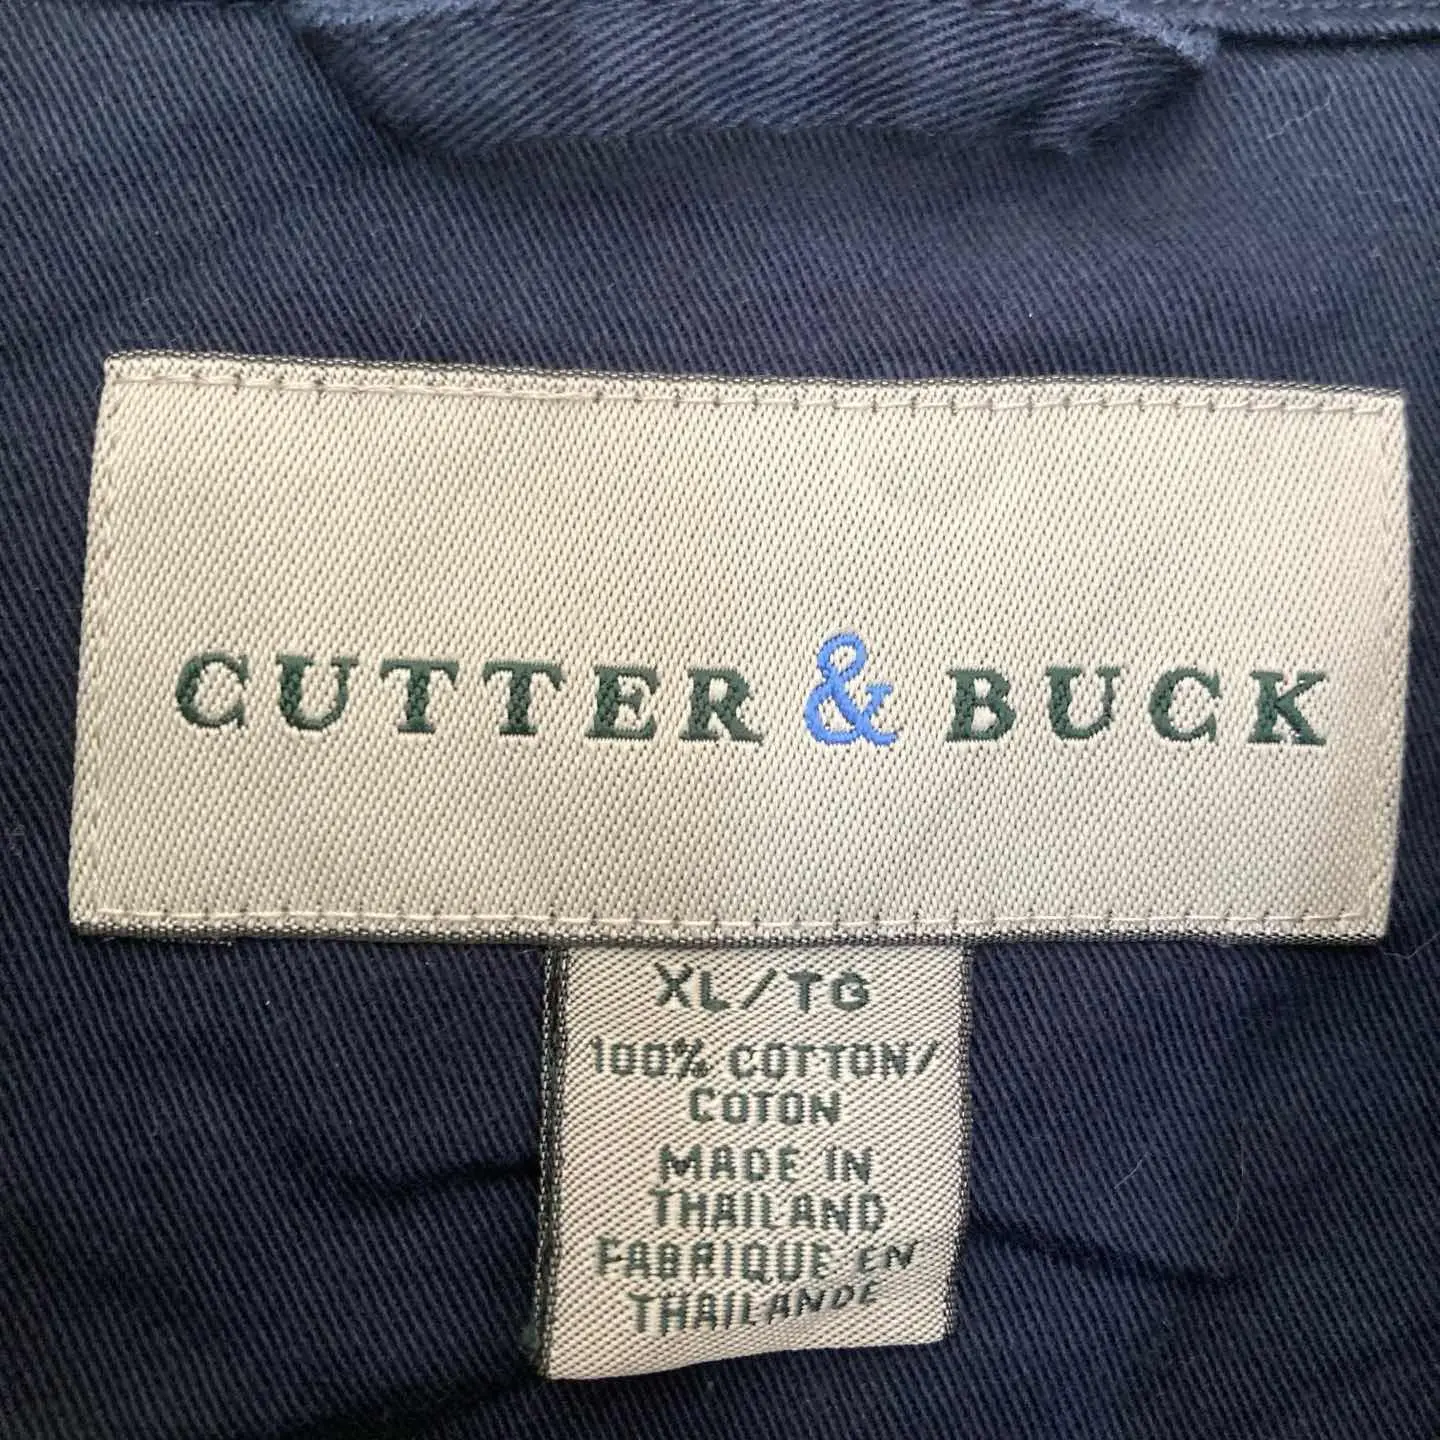 CUTTER & BUCK
XL/TG
100% COTTON/
COTON
MADE IN
THAILAND
FABRIQUE EN
THAILANDE